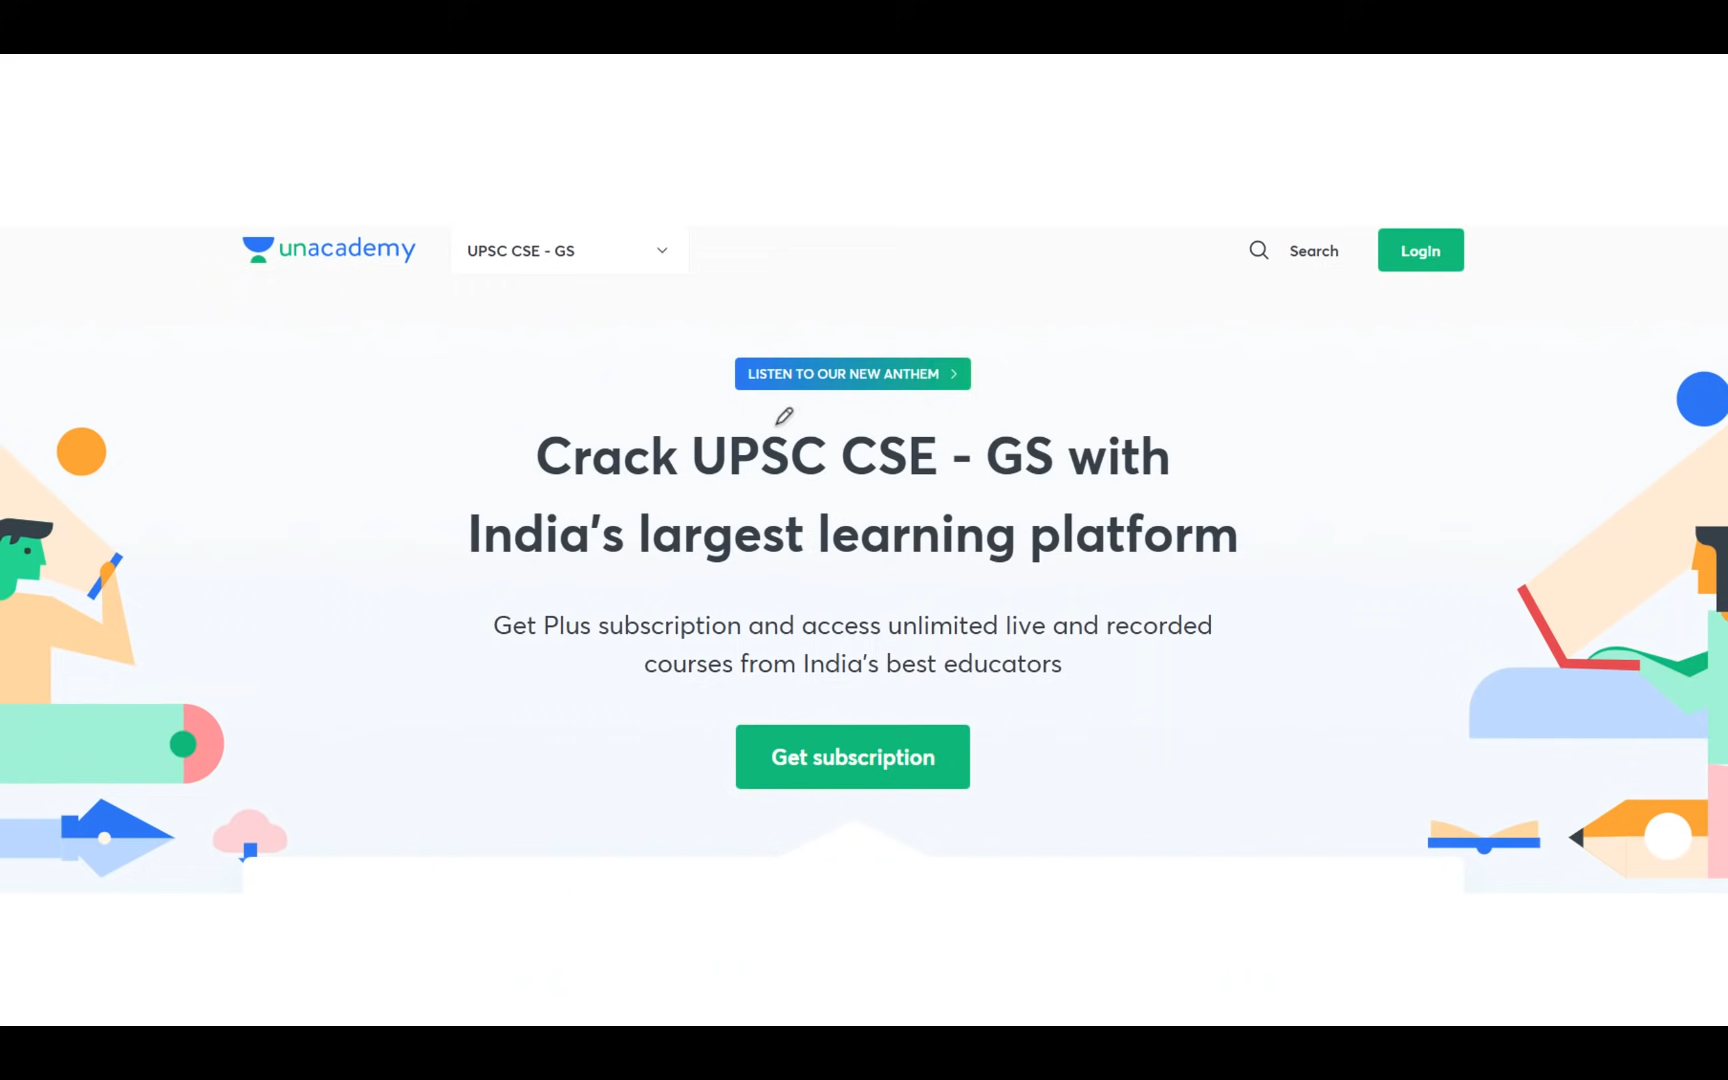 unacademy
UPSC CSE - GS
Search
Login
LISTEN TO OUR NEW ANTHEM
Crack UPSC CSE - GS with
India's largest learning platform
Get Plus subscription and access unlimited live and recorded
courses from India's best educators
Get subscription